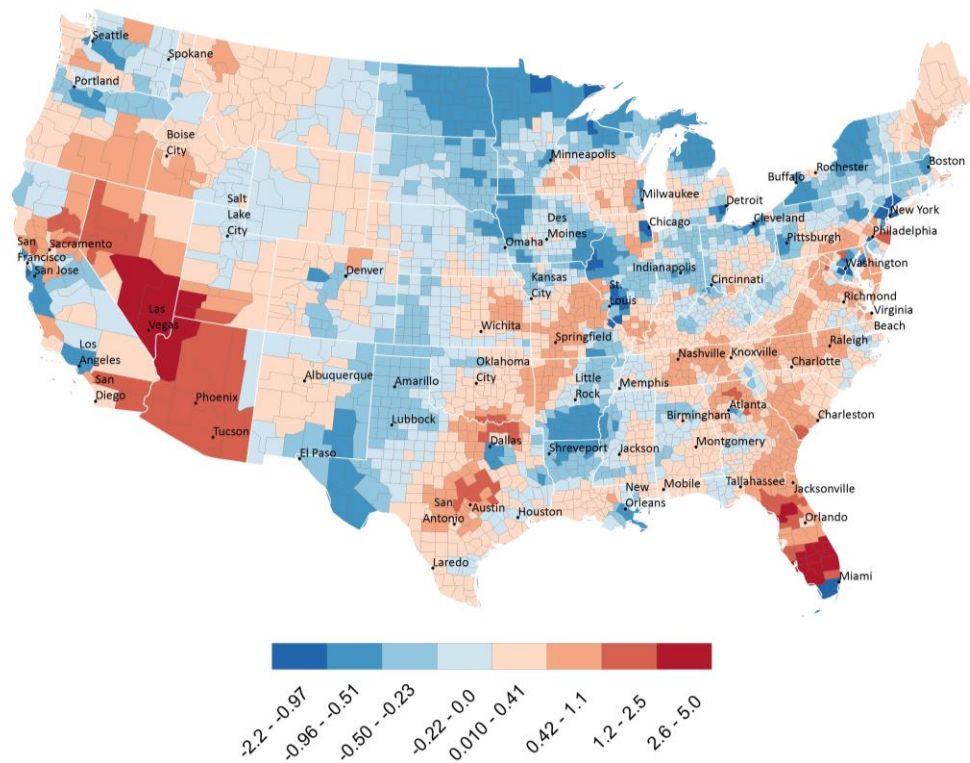 Seattle
Spokane
Portland
Boise
City
Minneapolis
Buffalo
Rochester
Boston
Milwaukee
Detroit
Salt
Lake
City
Des
Moines
Chicago
Cleveland
New York
San
Francisco
Sacramento
San Jose
Omaha
Pittsburgh
Philadelphia
Denver
Kansas
City
Indianapolis
Cincinnati
Washington
Las
Vegas
St.
Louis
Richmond
Virginia
Beach
Wichita
Springfield
Los
Angeles
Nashville
Knoxville
Raleigh
Charlotte
San
Diego
Albuquerque
Amarillo
Oklahoma
City
Little
Rock
Memphis
Phoenix
Atlanta
Tucson
Lubbock
Birmingham
Charleston
El Paso
Dallas
Shreveport
Jackson
Montgomery
San
Antonio
Austin
Houston
New
Orleans
Mobile
Tallahassee
Jacksonville
Orlando
Laredo
Miami
-2.2 - -0.97
-0.96 - -0.51
-0.50 - -0.23
-0.22 - 0.0
0.010 - 0.41
0.42 - 1.1
1.2 - 2.5
2.6 - 5.0